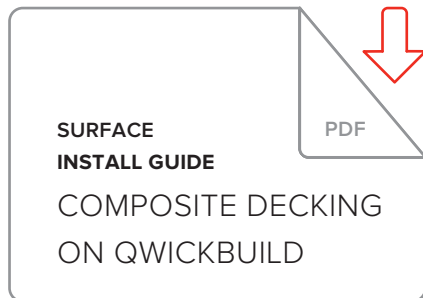 PDF
SURFACE
INSTALL GUIDE
COMPOSITE DECKING
ON QWICKBUILD